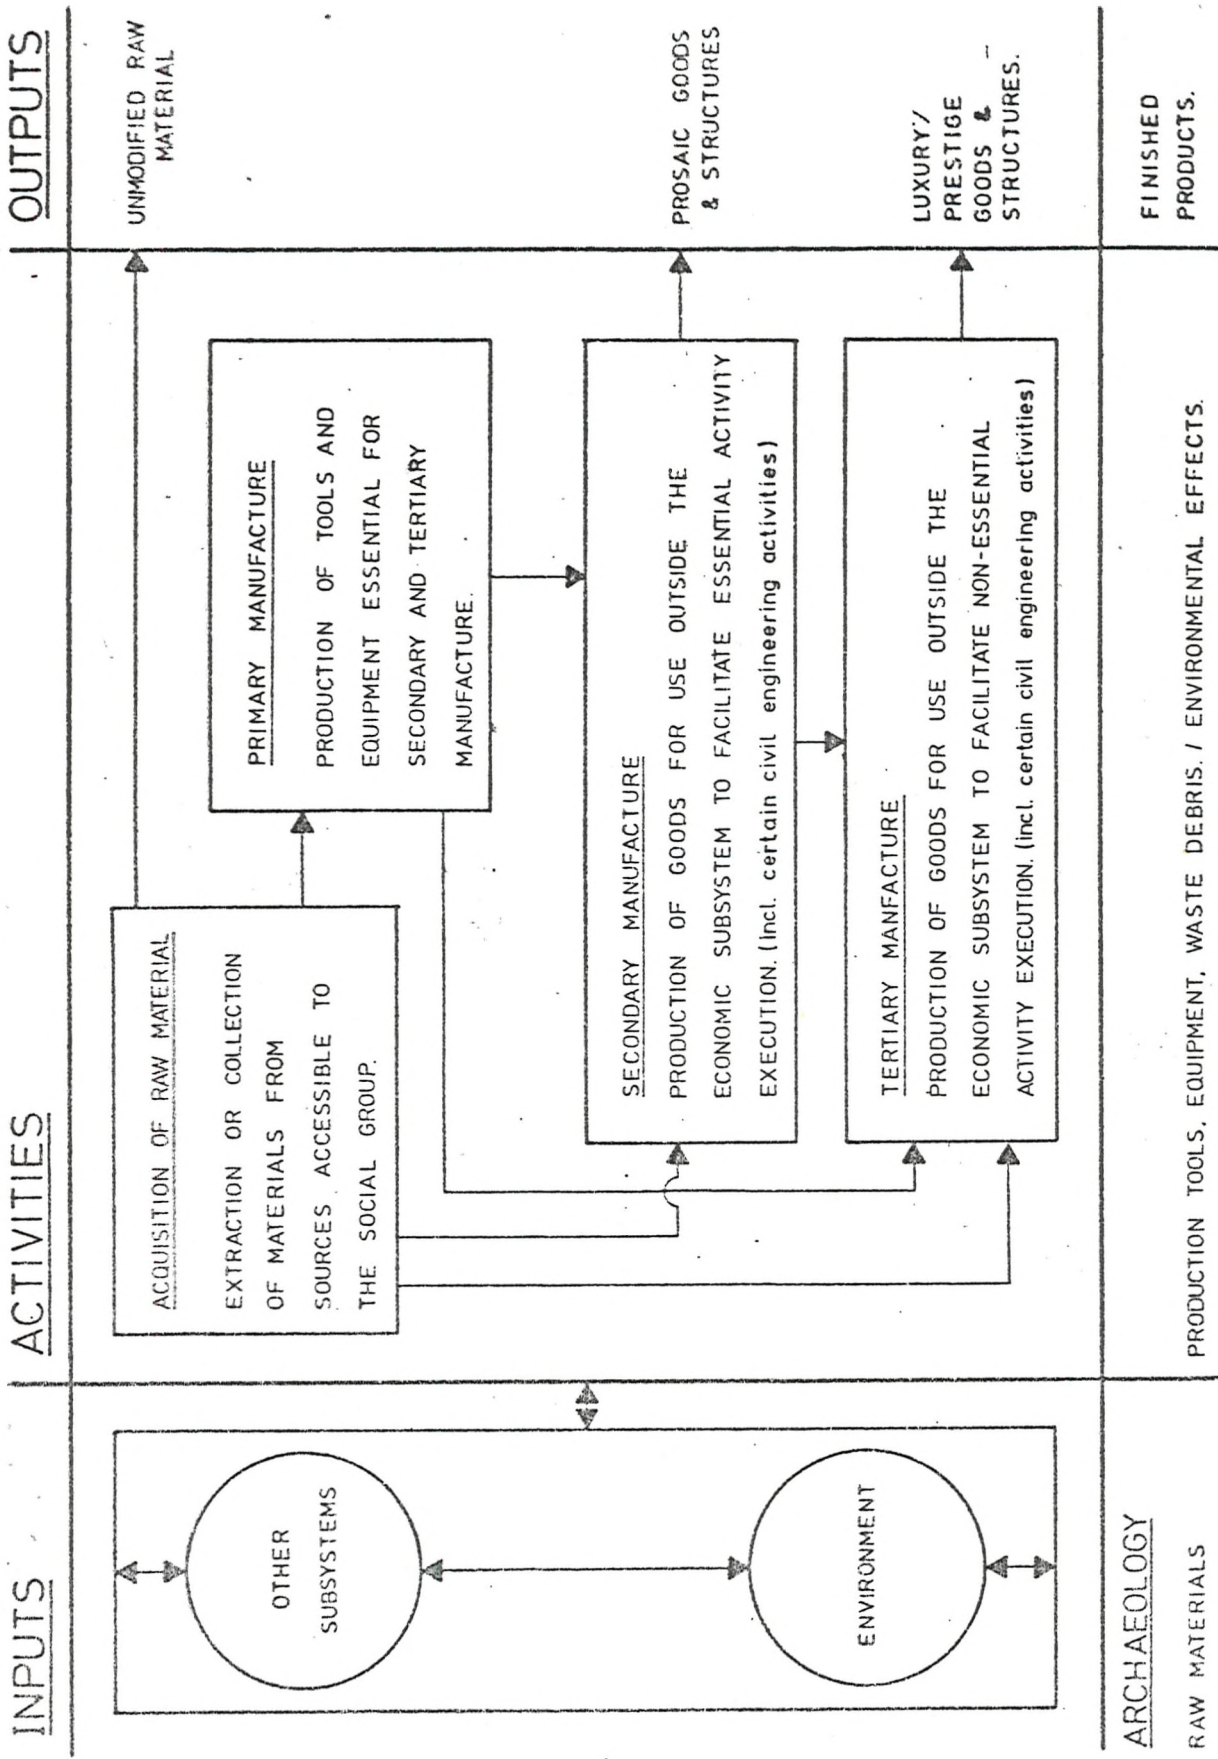 INPUTS
ACTIVITIES
OUTPUTS
OTHER
SUBSYSTEMS
ENVIRONMENT
ACQUISITION OF RAW MATERIAL
EXTRACTION OR COLLECTION
OF MATERIALS FROM
SOURCES ACCESSIBLE TO
THE SOCIAL GROUP.
PRIMARY MANUFACTURE
PRODUCTION OF TOOLS AND
EQUIPMENT ESSENTIAL FOR
SECONDARY AND TERTIARY
MANUFACTURE.
SECONDARY MANUFACTURE
PRODUCTION OF GOODS FOR USE OUTSIDE THE
ECONOMIC SUBSYSTEM TO FACILITATE ESSENTIAL ACTIVITY
EXECUTION. (Incl. certain civil engineering activities)
TERTIARY MANFACTURE
PRODUCTION OF GOODS FOR USE OUTSIDE THE
ECONOMIC SUBSYSTEM TO FACILITATE NON-ESSENTIAL
ACTIVITY EXECUTION. (Incl. certain civil engineering activities)
UNMODIFIED RAW
MATERIAL
PROSAIC GOODS
& STRUCTURES
LUXURY/
PRESTIGE
GOODS &
STRUCTURES.
ARCHAEOLOGY
RAW MATERIALS
PRODUCTION TOOLS, EQUIPMENT, WASTE DEBRIS. / ENVIRONMENTAL EFFECTS.
FINISHED
PRODUCTS.